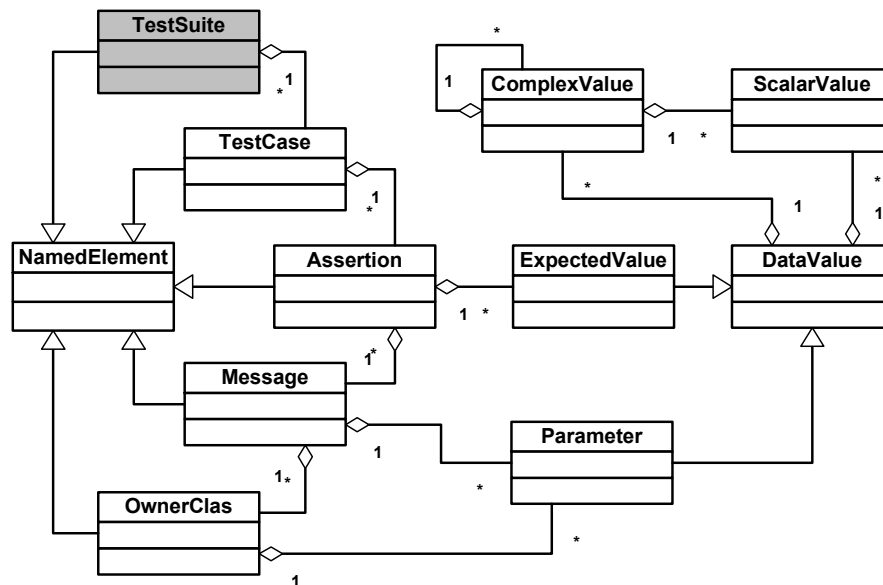 TestSuite
*
1
*
1
ComplexValue
ScalarValue
1
*
TestCase
1
*
*
*
1
1
NamedElement
Assertion
ExpectedValue
DataValue
1
*
1
*
Message
1
Parameter
1
*
*
OwnerClas
*
1